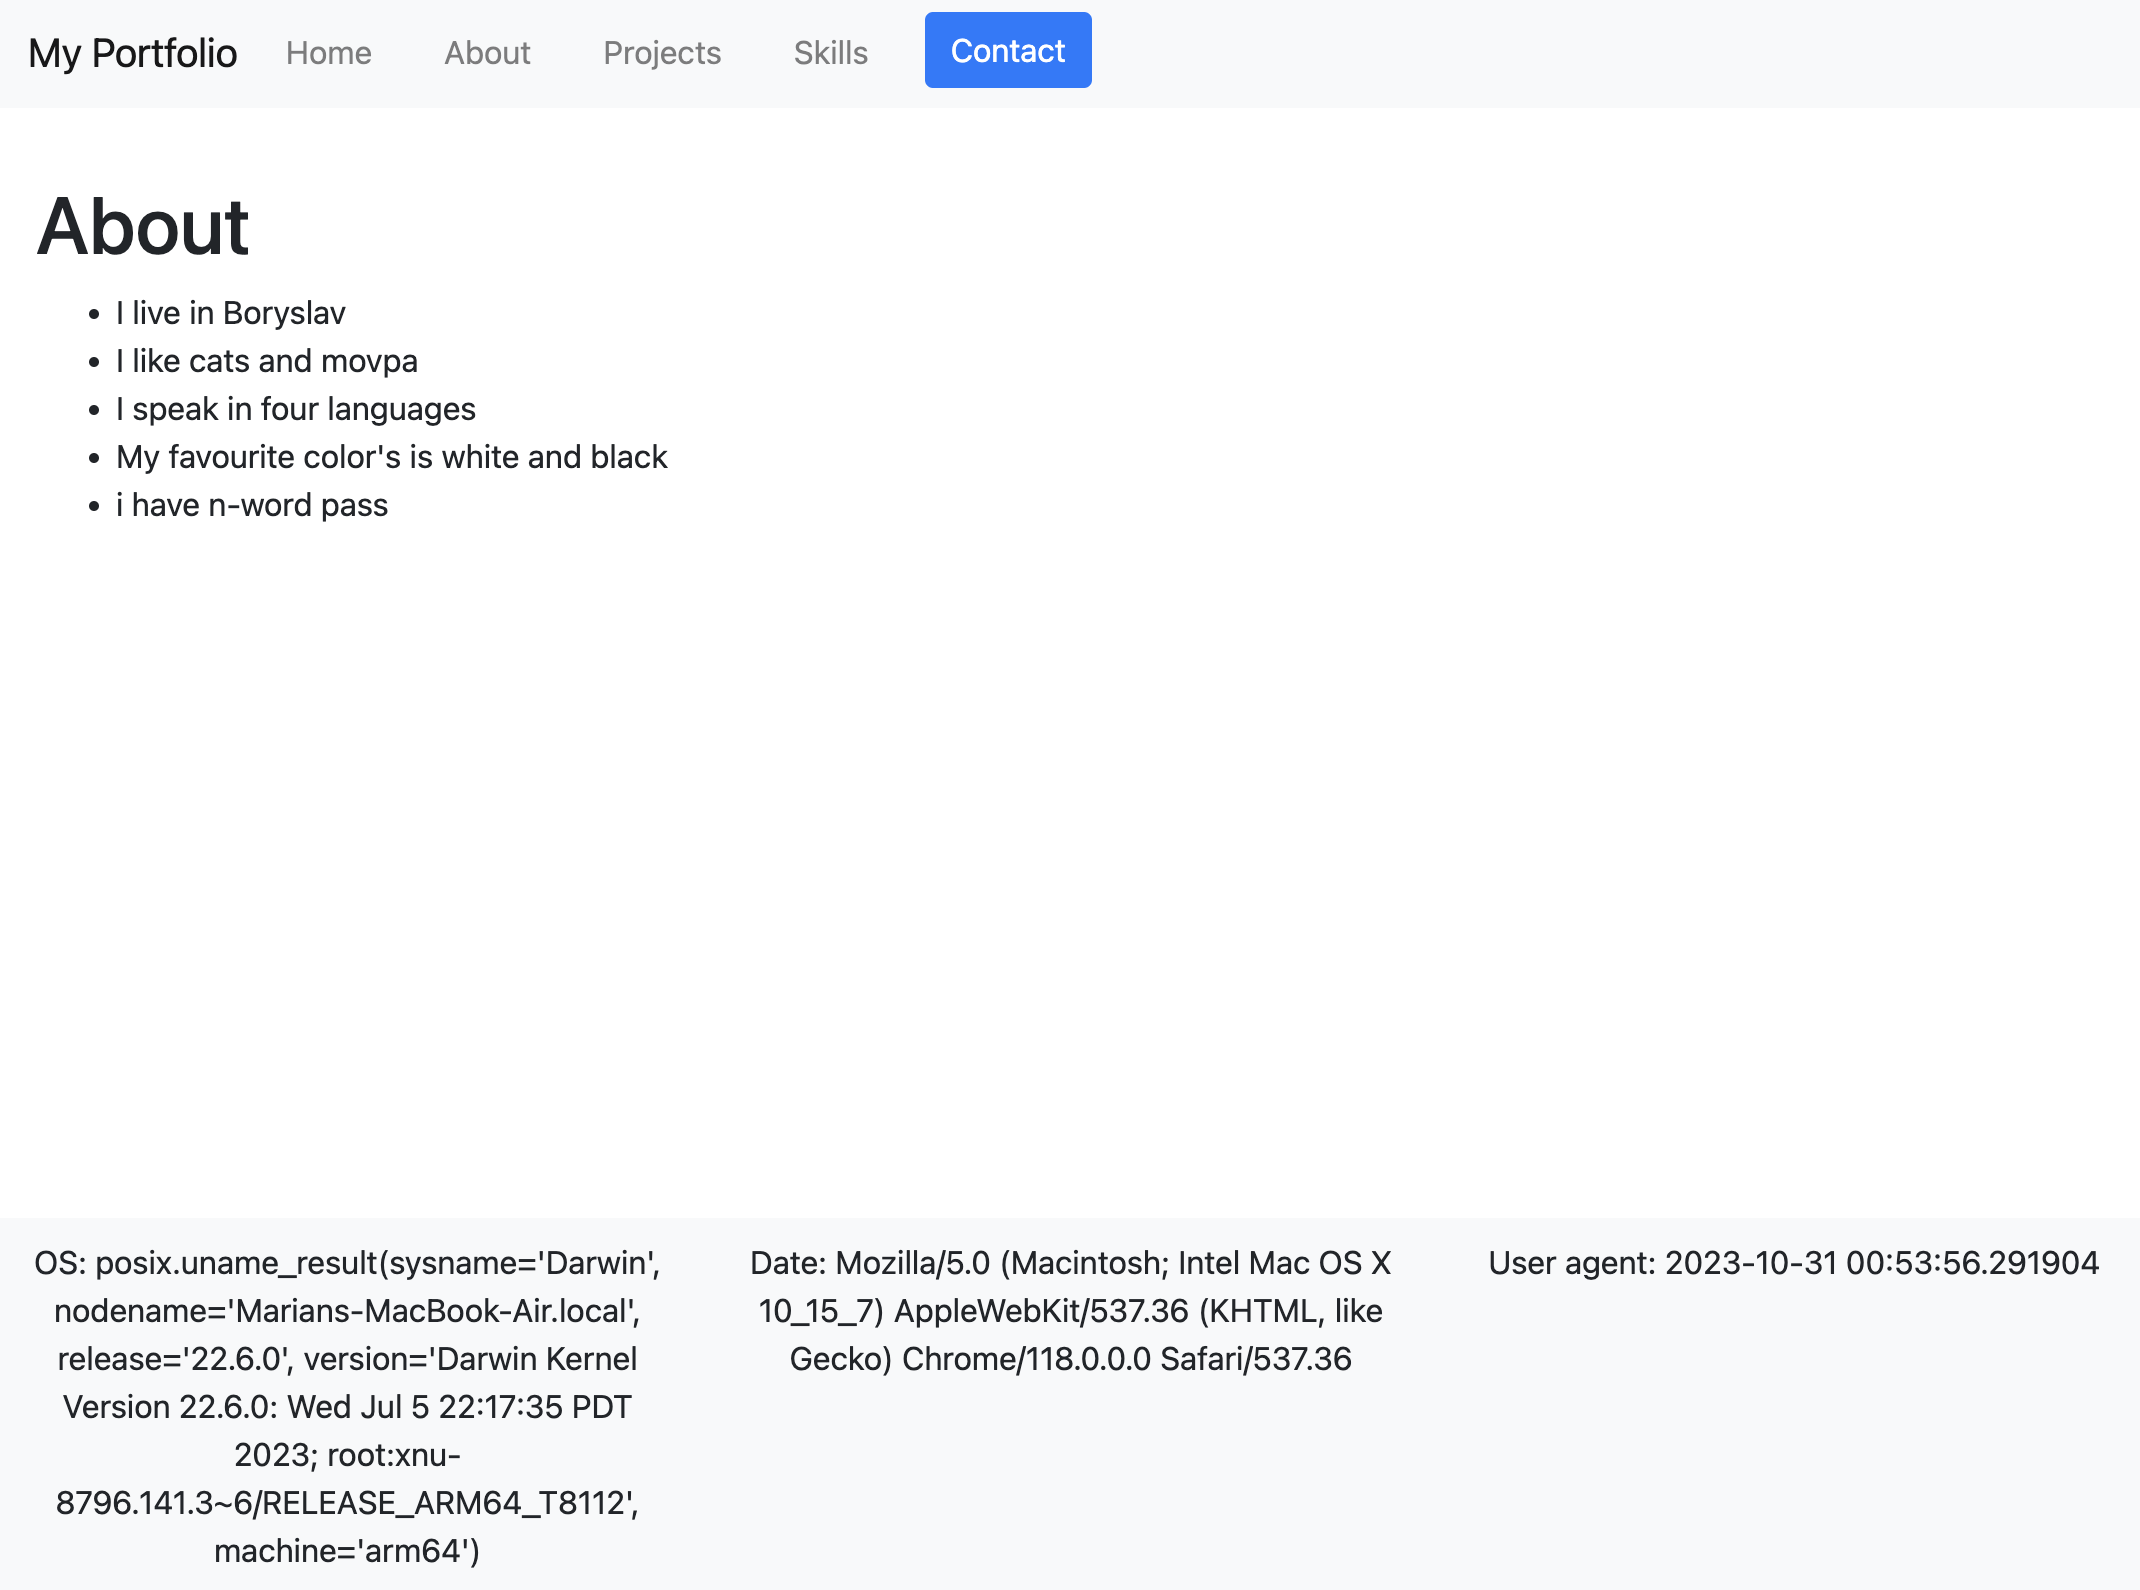 My Portfolio Home About Projects Skills Contact
About
• I live in Boryslav
• I like cats and movpa
• I speak in four languages
• My favourite color's is white and black
• i have n-word pass
OS: posix.uname_result(sysname='Darwin',
nodename='Marians-MacBook-Air.local',
release='22.6.0', version='Darwin Kernel
Version 22.6.0: Wed Jul 5 22:17:35 PDT
2023; root:xnu-
8796.141.3~6/RELEASE_ARM64_T8112',
machine='arm64')
Date: Mozilla/5.0 (Macintosh; Intel Mac OS X
10_15_7) AppleWebKit/537.36 (KHTML, like
Gecko) Chrome/118.0.0.0 Safari/537.36
User agent: 2023-10-31 00:53:56.291904